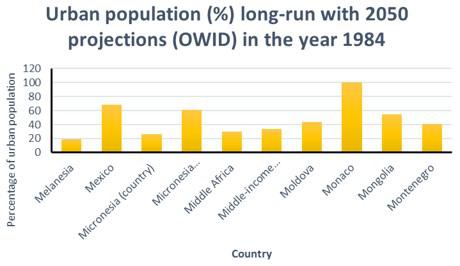 Urban population (%) long-run with 2050
projections (OWID) in the year 1984
Percentage of urban population
120
100
80
60
40
20
0
Melanesia
Mexico
Micronesia (country)
Micronesia...
Middle Africa
Middle-income...
Moldova
Monaco
Mongolia
Montenegro
Country